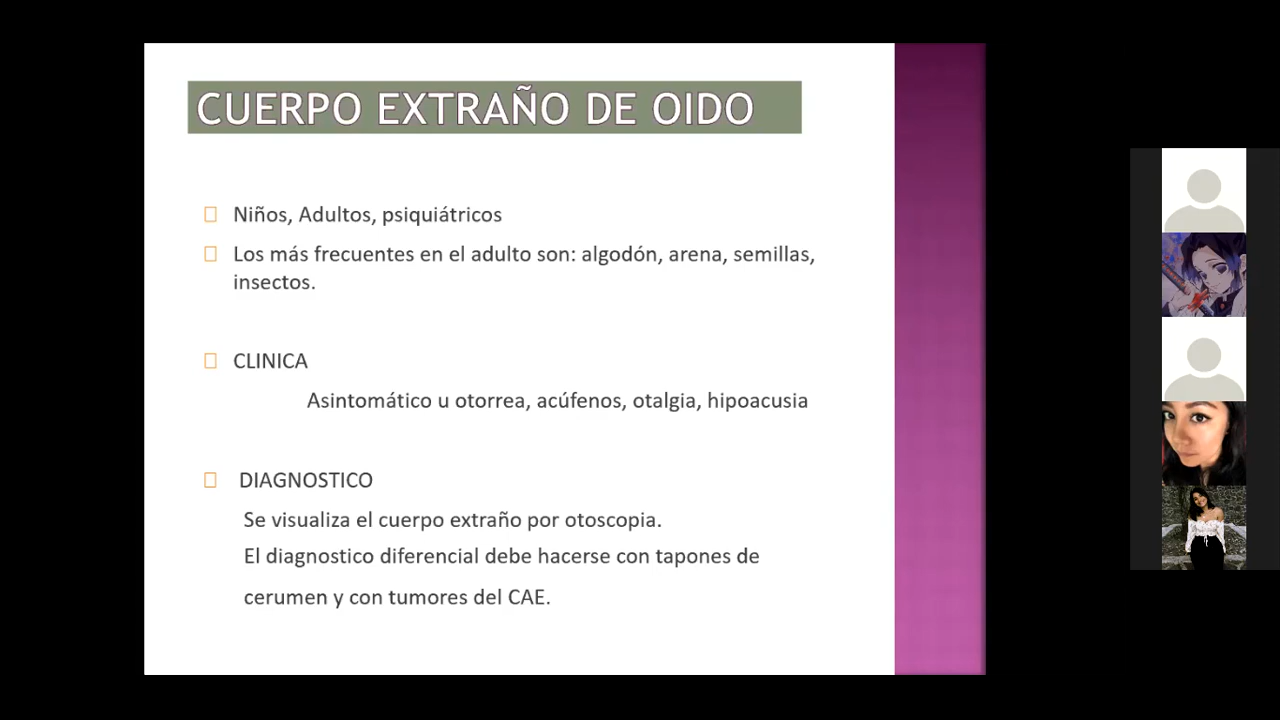 CUERPO EXTRAÑO DE OIDO
Niños, Adultos, psiquiátricos
Los más frecuentes en el adulto son: algodón, arena, semillas,
insectos.
CLINICA
Asintomático u otorrea, acúfenos, otalgia, hipoacusia
DIAGNOSTICO
Se visualiza el cuerpo extraño por otoscopia.
El diagnostico diferencial debe hacerse con tapones de
cerumen y con tumores del CAE.